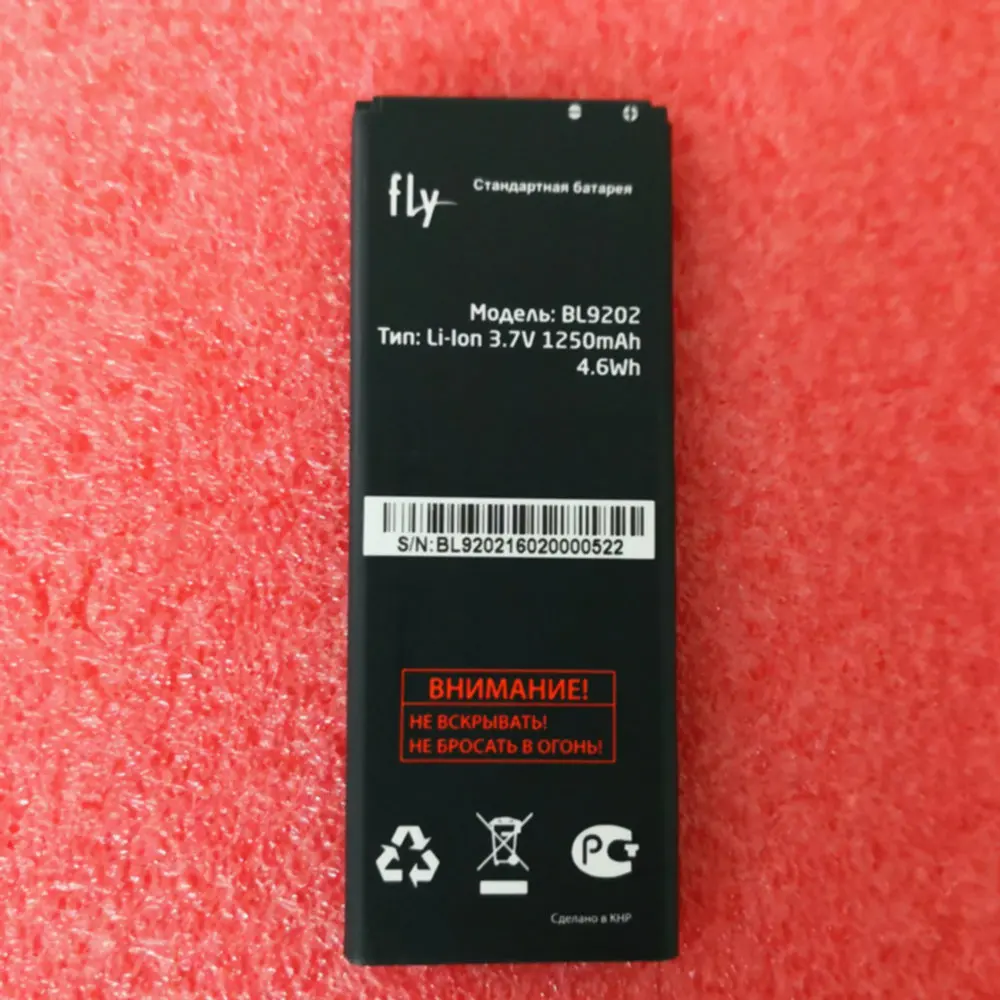 fly
Стандартная батарея
Модель: BL9202
Тип: Li-Ion 3.7V 1250mAh
4.6Wh
S/N:BL920216020000522
ВНИМАНИЕ!
НЕ ВСКРЫВАТЬ!
НЕ БРОСАТЬ В ОГОНЬ!
РСТ
Сделано в КНР